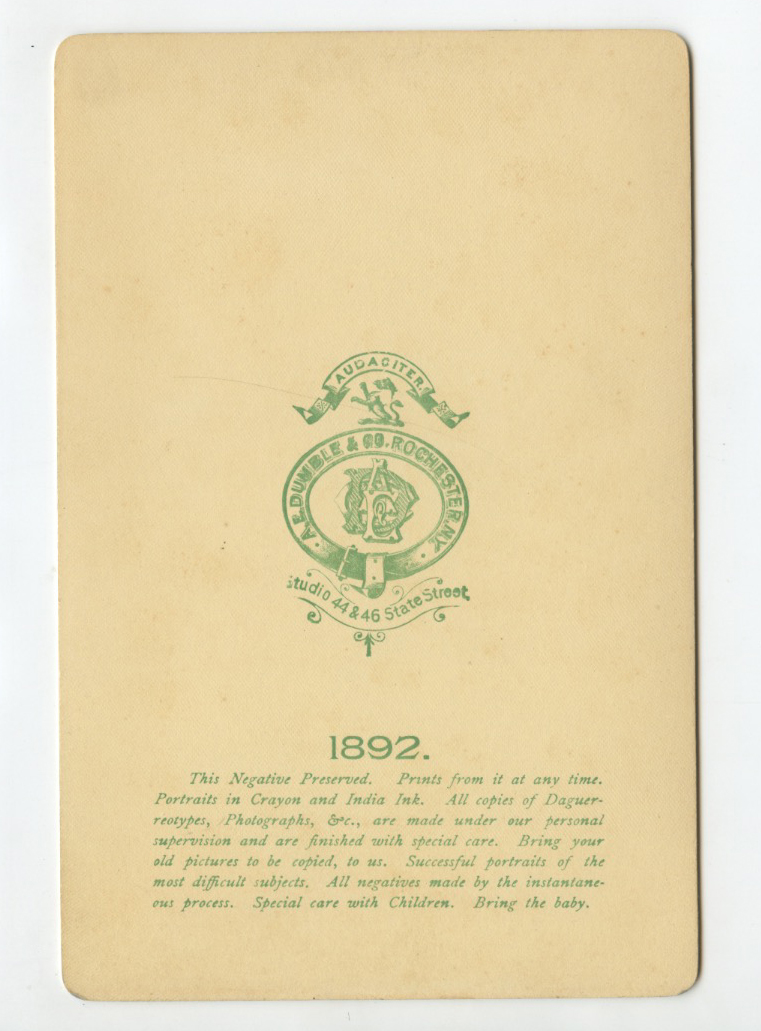 AUDACITER.
A. E. DUMBLE & CO. ROCHESTER. N.Y.
Studio 44 & 46 State Street
1892.
This Negative Preserved. Prints from it at any time.
Portraits in Crayon and India Ink. All copies of Daguer-
reotypes, Photographs, &c., are made under our personal
supervision and are finished with special care. Bring your
old pictures to be copied, to us. Successful portraits of the
most difficult subjects. All negatives made by the instantane-
ous process. Special care with Children. Bring the baby.